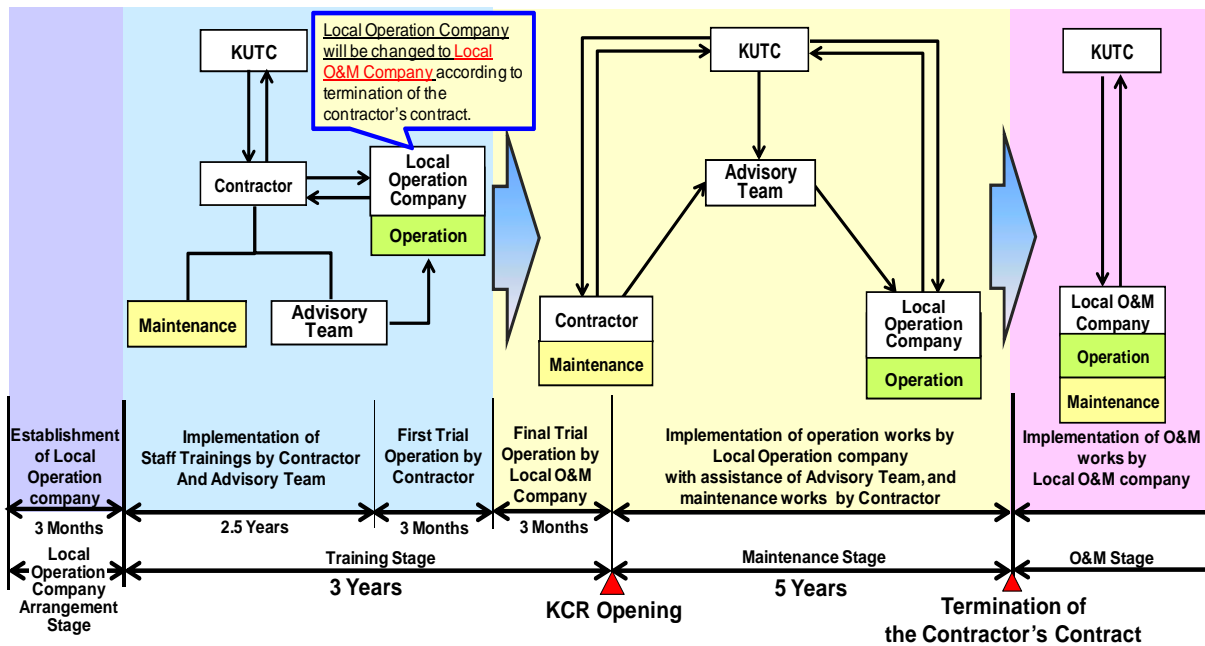 KUTC
Local Operation Company
will be changed to Local
O&M Company according to
termination of the
contractor's contract.
Contractor
Local
Operation
Company
Operation
Maintenance
Advisory
Team
KUTC
Advisory
Team
Contractor
Maintenance
Local
Operation
Company
Operation
KUTC
Local O&M
Company
Operation
Maintenance
Establishment
of Local
Operation
company
3 Months
Implementation of
Staff Trainings by Contractor
And Advisory Team
2.5 Years
First Trial
Operation by
Contractor
3 Months
Final Trial
Operation by
Local O&M
Company
3 Months
Implementation of operation works by
Local Operation company
with assistance of Advisory Team, and
maintenance works by Contractor
Implementation of O&M
works by
Local O&M company
Local
Operation
Company
Arrangement
Stage
Training Stage
3 Years
KCR Opening
Maintenance Stage
5 Years
Termination of
the Contractor's Contract
O&M Stage